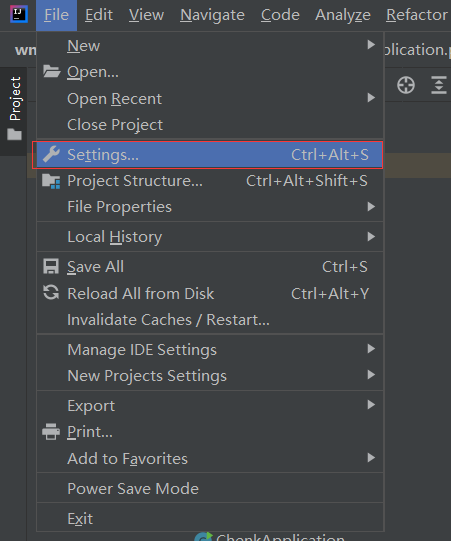 IJ
File Edit View Navigate Code Analyze Refactor
wn
plication.p
Project
New
Open...
Open Recent
Close Project
Settings... Ctrl+Alt+S
Project Structure... Ctrl+Alt+Shift+S
File Properties
Local History
Save All Ctrl+S
Reload All from Disk Ctrl+Alt+Y
Invalidate Caches / Restart...
Manage IDE Settings
New Projects Settings
Export
Print...
Add to Favorites
Power Save Mode
Exit
ChenkApplication